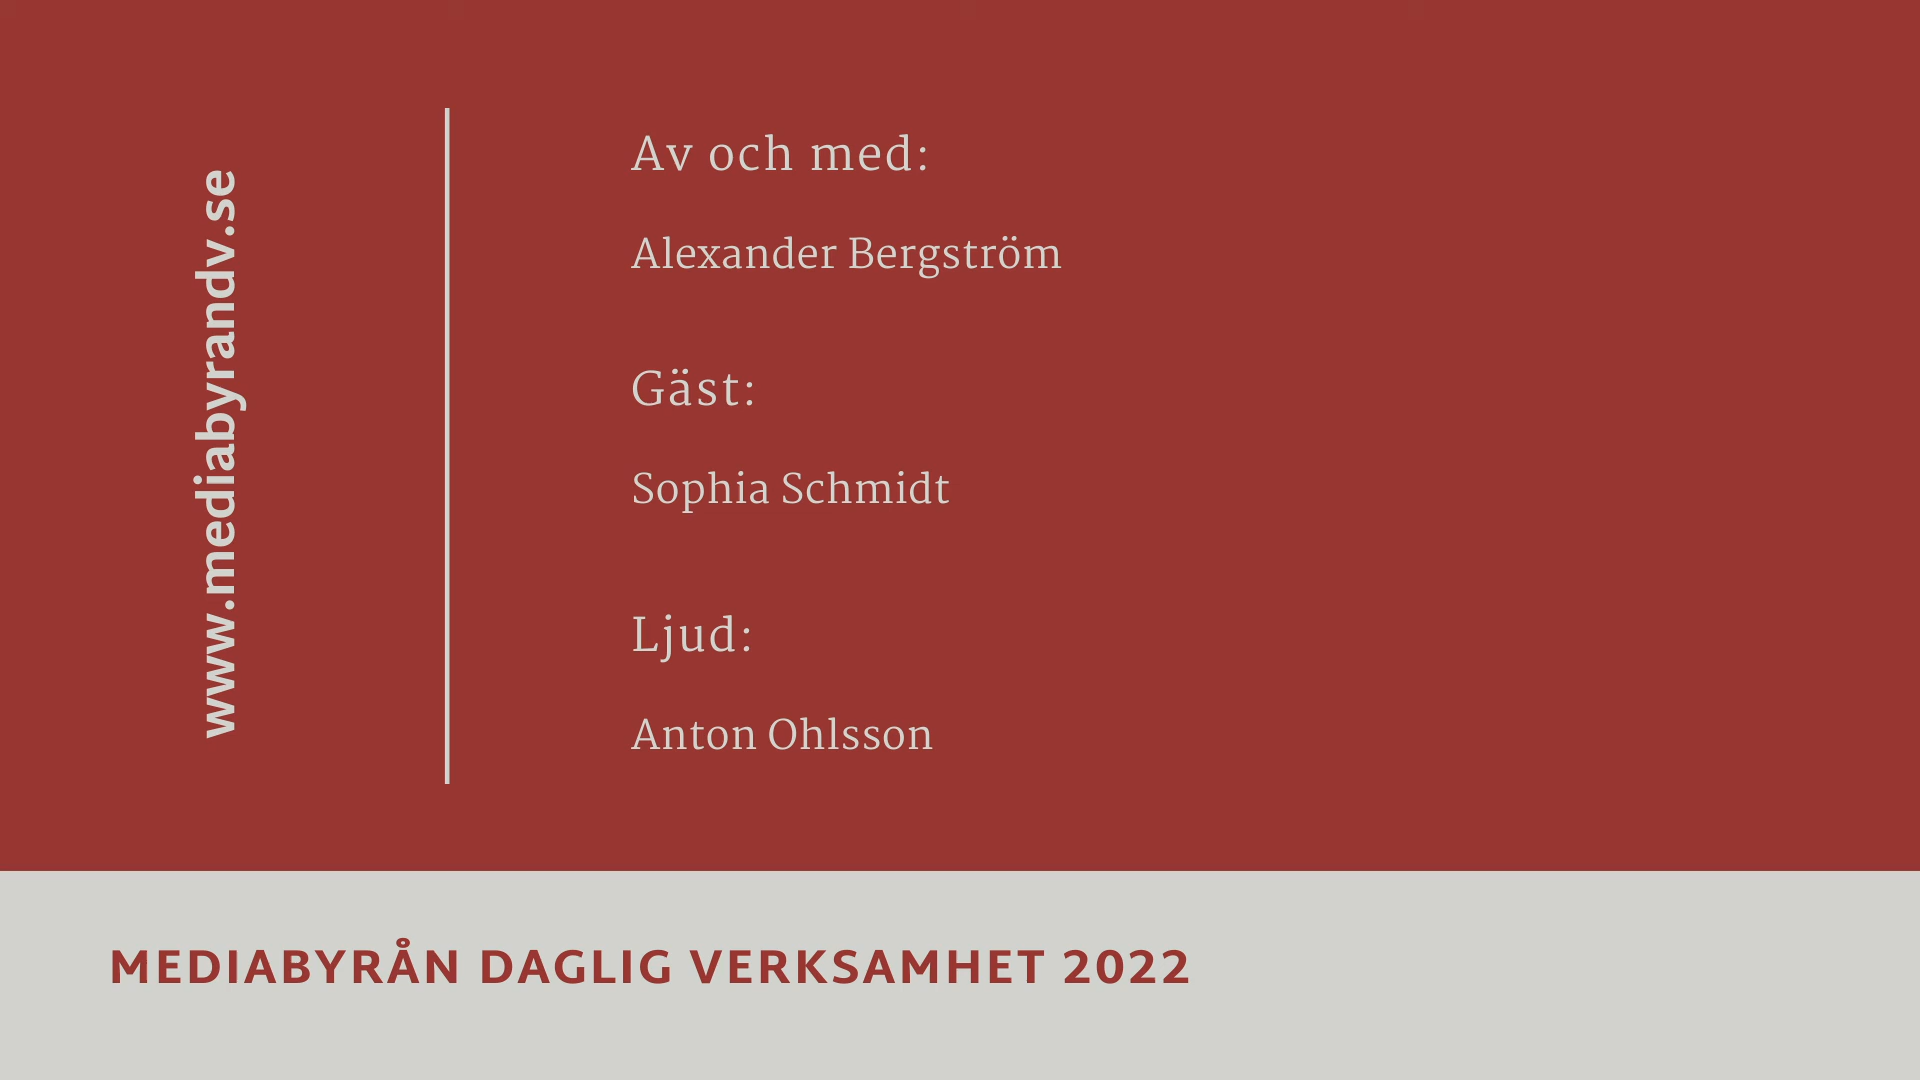 www.mediabyrandv.se
Av och med:
Alexander Bergström
Gäst:
Sophia Schmidt
Ljud:
Anton Ohlsson
MEDIABYRÅN DAGLIG VERKSAMHET 2022